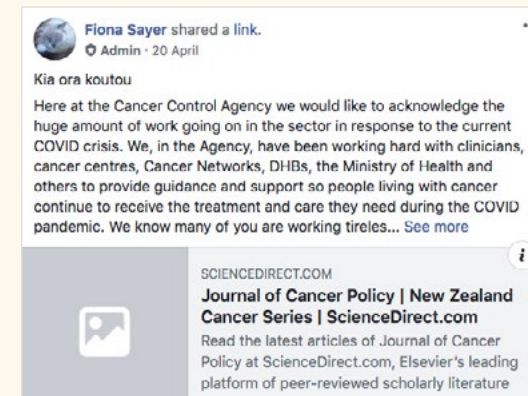 Fiona Sayer shared a link.
Admin · 20 April
Kia ora koutou
Here at the Cancer Control Agency we would like to acknowledge the
huge amount of work going on in the sector in response to the current
COVID crisis. We, in the Agency, have been working hard with clinicians,
cancer centres, Cancer Networks, DHBs, the Ministry of Health and
others to provide guidance and support so people living with cancer
continue to receive the treatment and care they need during the COVID
pandemic. We know many of you are working tireles... See more
i
SCIENCEDIRECT.COM
Journal of Cancer Policy | New Zealand
Cancer Series | ScienceDirect.com
Read the latest articles of Journal of Cancer
Policy at ScienceDirect.com, Elsevier's leading
platform of peer-reviewed scholarly literature